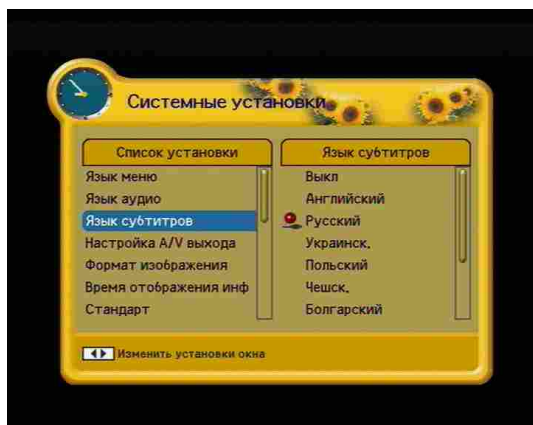 Системные установки
Список установки
Язык субтитров
Язык меню
Язык аудио
Язык субтитров
Настройка A/V выхода
Формат изображения
Время отображения инф
Стандарт
Выкл
Английский
Русский
Украинск.
Польский
Чешск.
Болгарский
Изменить установки окна